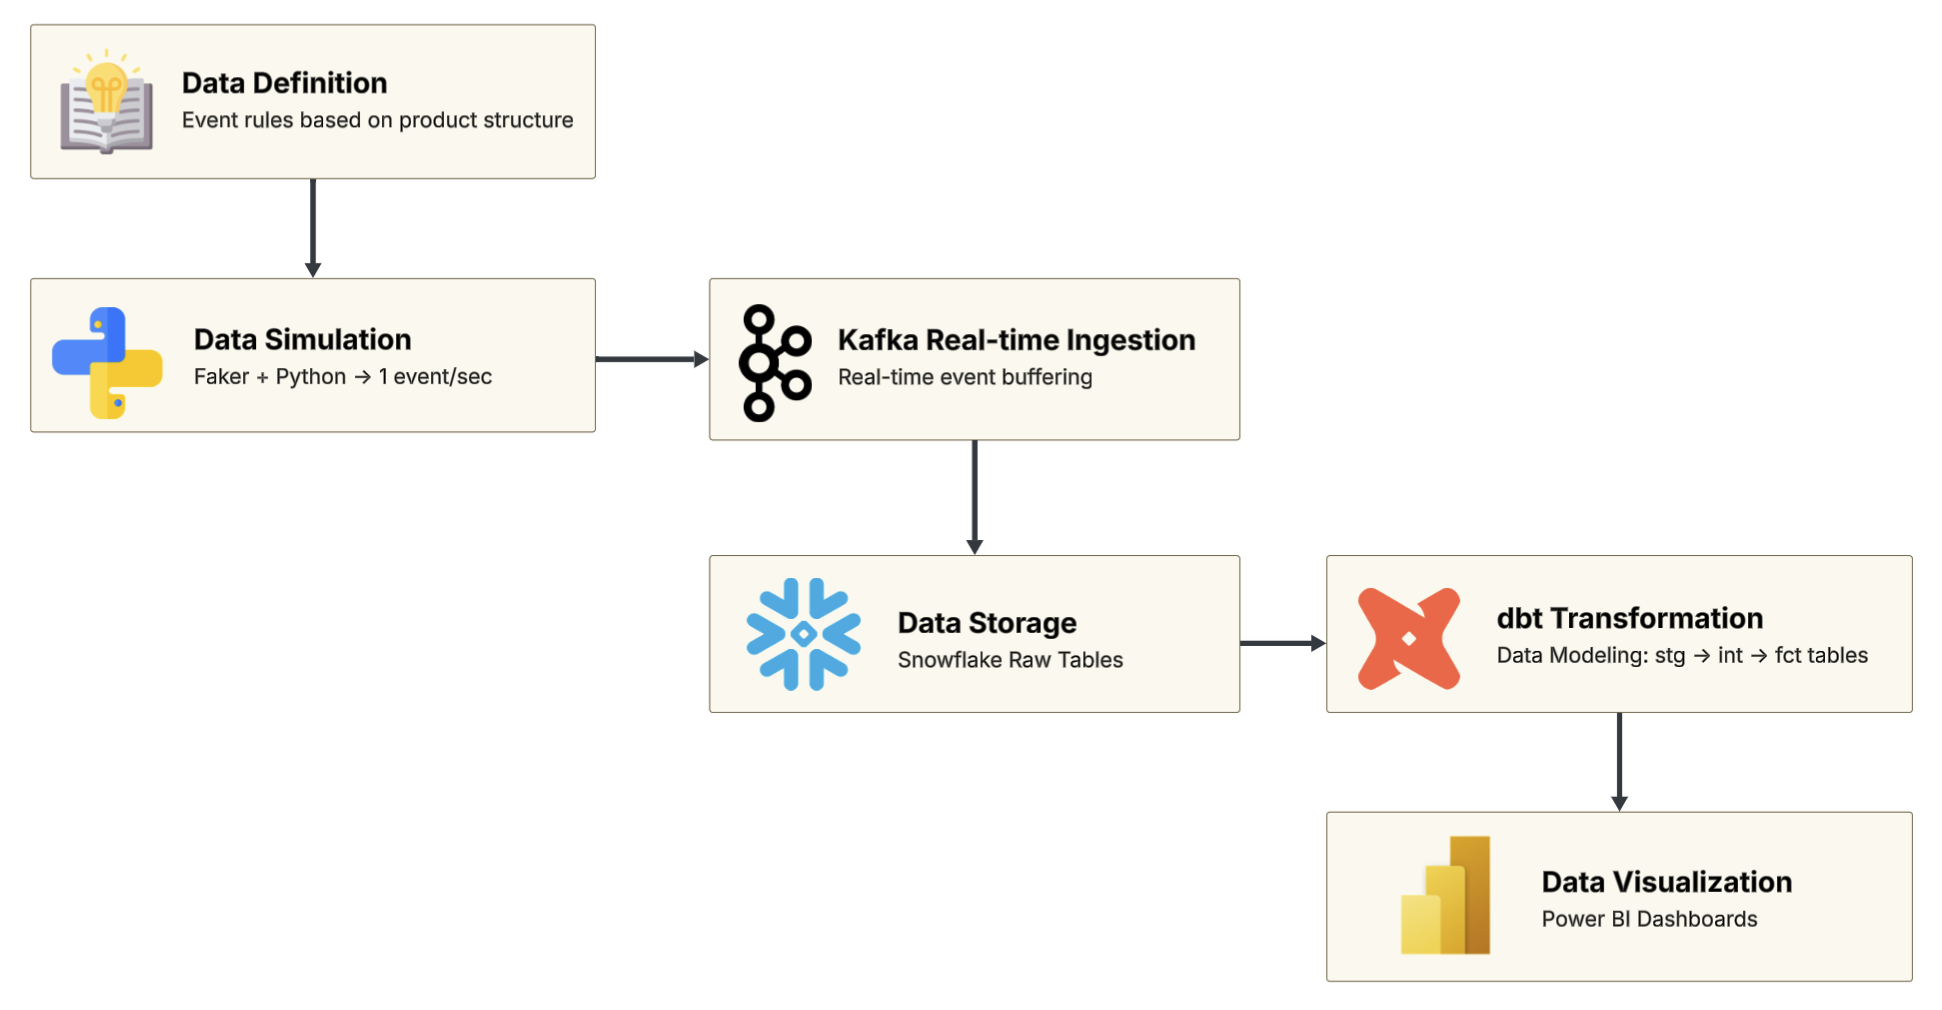 Data Definition
Event rules based on product structure
Data Simulation
Faker + Python → 1 event/sec
Kafka Real-time Ingestion
Real-time event buffering
Data Storage
Snowflake Raw Tables
dbt Transformation
Data Modeling: stg → int → fct tables
Data Visualization
Power BI Dashboards